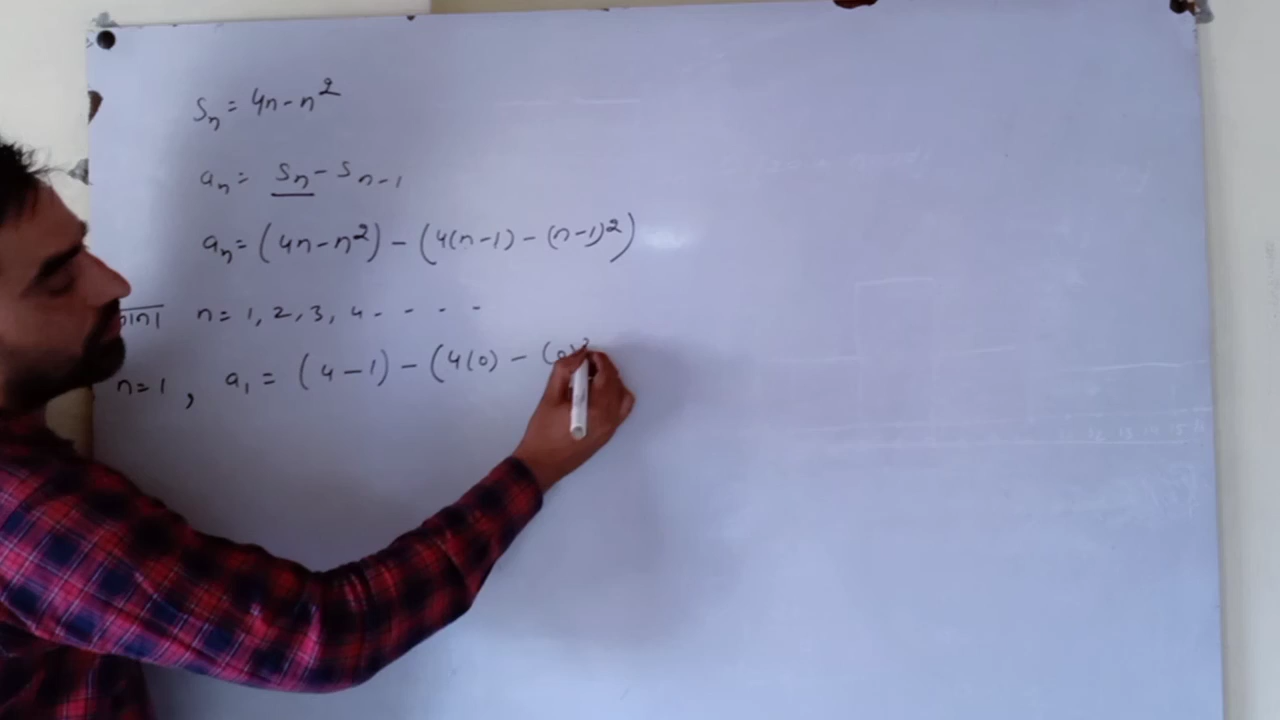 Sₙ = 4n - n²
aₙ = Sₙ - Sₙ₋₁
aₙ = (4n - n²) - (4(n-1) - (n-1)²)
n = 1, 2, 3, 4 - - - -
n=1, a₁ = (4-1) - (4(0) - (0)²